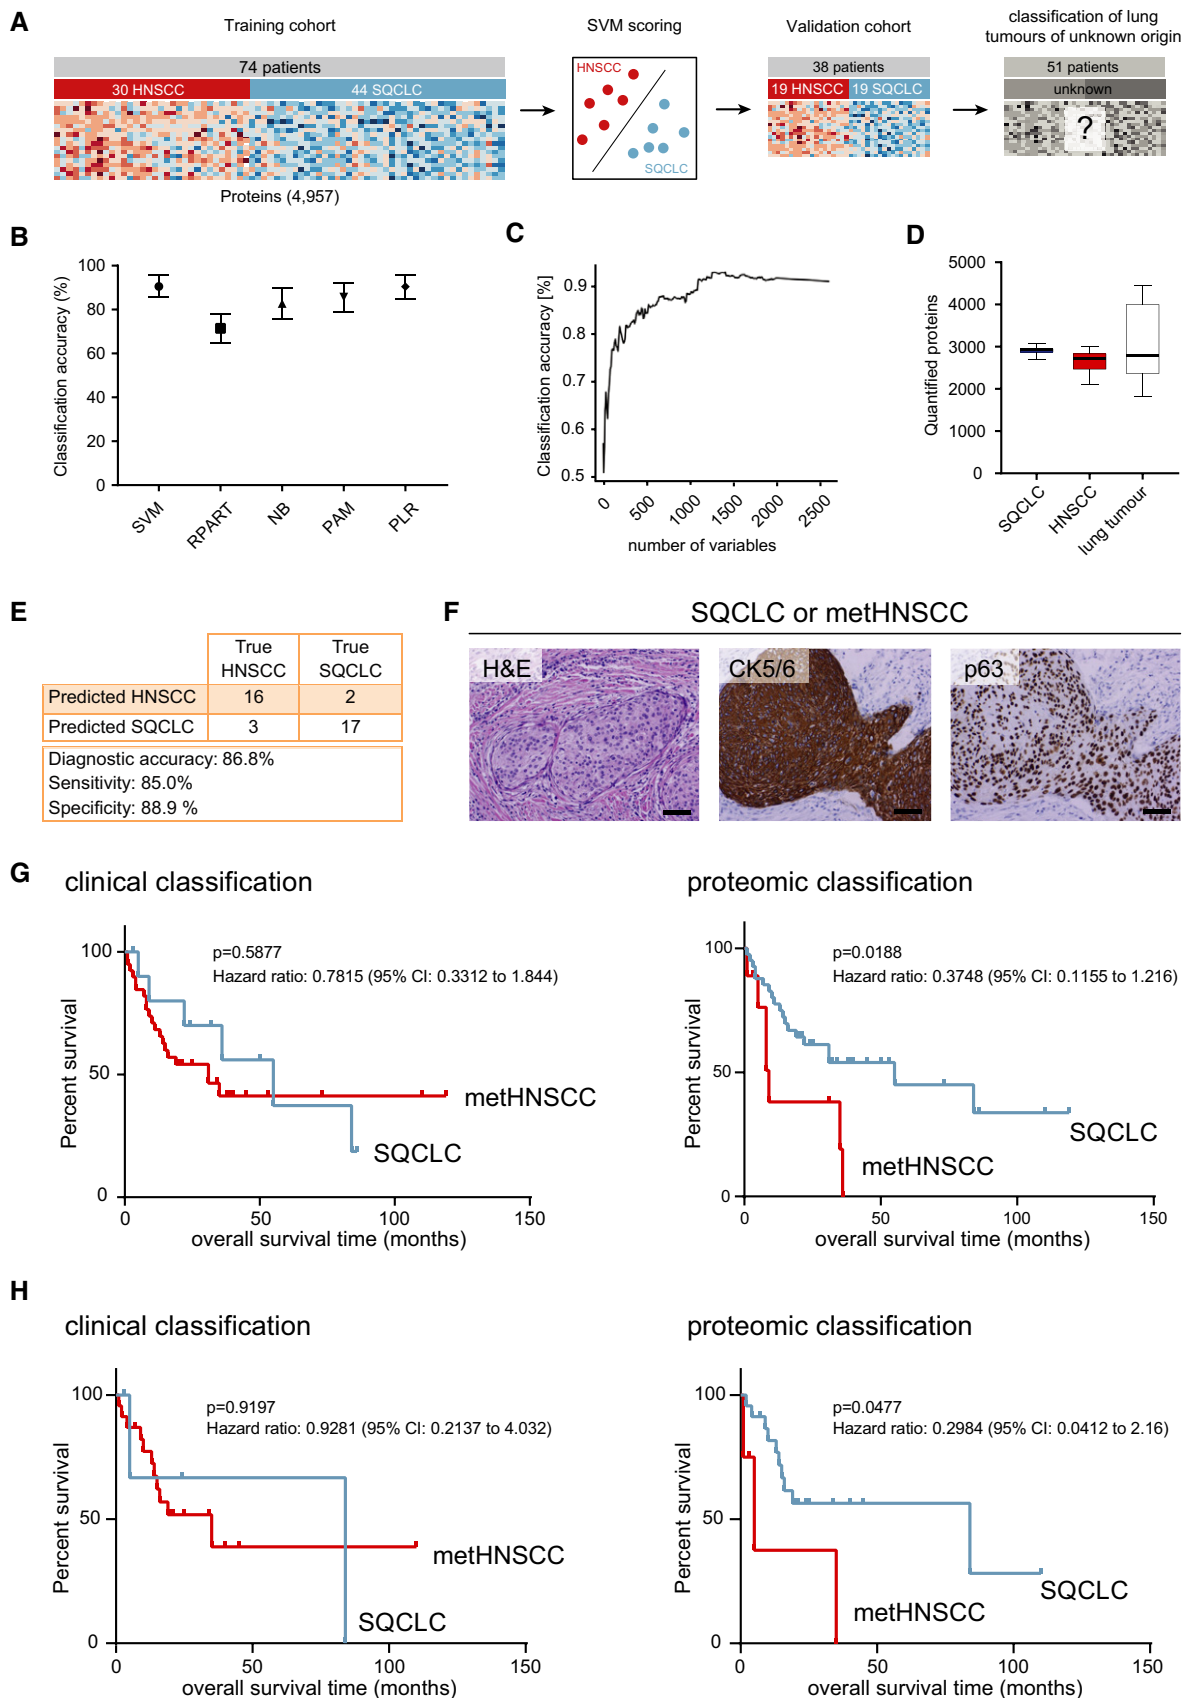 A
Training cohort
SVM scoring
Validation cohort
classification of lung
tumours of unknown origin
74 patients
30 HNSCC
44 SQCLC
Proteins (4,957)
HNSCC
SQCLC
38 patients
19 HNSCC
19 SQCLC
51 patients
unknown
?
B
Classification accuracy (%)
100
80
60
40
20
0
SVM
RPART
NB
PAM
PLR
C
Classification accuracy [%]
0.9
0.8
0.7
0.6
0.5
0
500
1000
1500
2000
2500
number of variables
D
Quantified proteins
5000
4000
3000
2000
1000
0
SQCLC
HNSCC
lung tumour
E
True HNSCC
True SQCLC
Predicted HNSCC 16 2
Predicted SQCLC 3 17
Diagnostic accuracy: 86.8%
Sensitivity: 85.0%
Specificity: 88.9 %
F
SQCLC or metHNSCC
H&E
CK5/6
p63
G
clinical classification
p=0.5877
Hazard ratio: 0.7815 (95% CI: 0.3312 to 1.844)
Percent survival
100
50
0
metHNSCC
SQCLC
0
50
100
150
overall survival time (months)
proteomic classification
p=0.0188
Hazard ratio: 0.3748 (95% CI: 0.1155 to 1.216)
Percent survival
100
50
0
SQCLC
metHNSCC
0
50
100
150
overall survival time (months)
H
clinical classification
p=0.9197
Hazard ratio: 0.9281 (95% CI: 0.2137 to 4.032)
Percent survival
100
50
0
metHNSCC
SQCLC
0
50
100
150
overall survival time (months)
proteomic classification
p=0.0477
Hazard ratio: 0.2984 (95% CI: 0.0412 to 2.16)
Percent survival
100
50
0
SQCLC
metHNSCC
0
50
100
150
overall survival time (months)